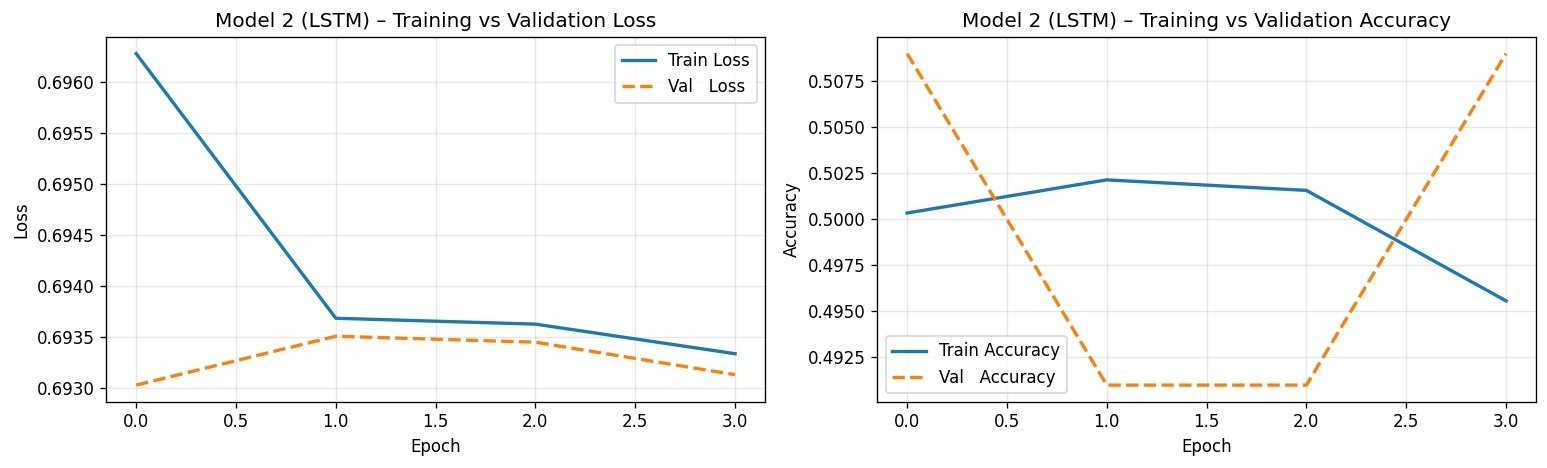 Model 2 (LSTM) – Training vs Validation Loss
Train Loss
Val   Loss
0.6960
0.6955
0.6950
0.6945
0.6940
0.6935
0.6930
Loss
0.0 0.5 1.0 1.5 2.0 2.5 3.0
Epoch
Model 2 (LSTM) – Training vs Validation Accuracy
0.5075
0.5050
0.5025
0.5000
0.4975
0.4950
0.4925
Accuracy
Train Accuracy
Val   Accuracy
0.0 0.5 1.0 1.5 2.0 2.5 3.0
Epoch